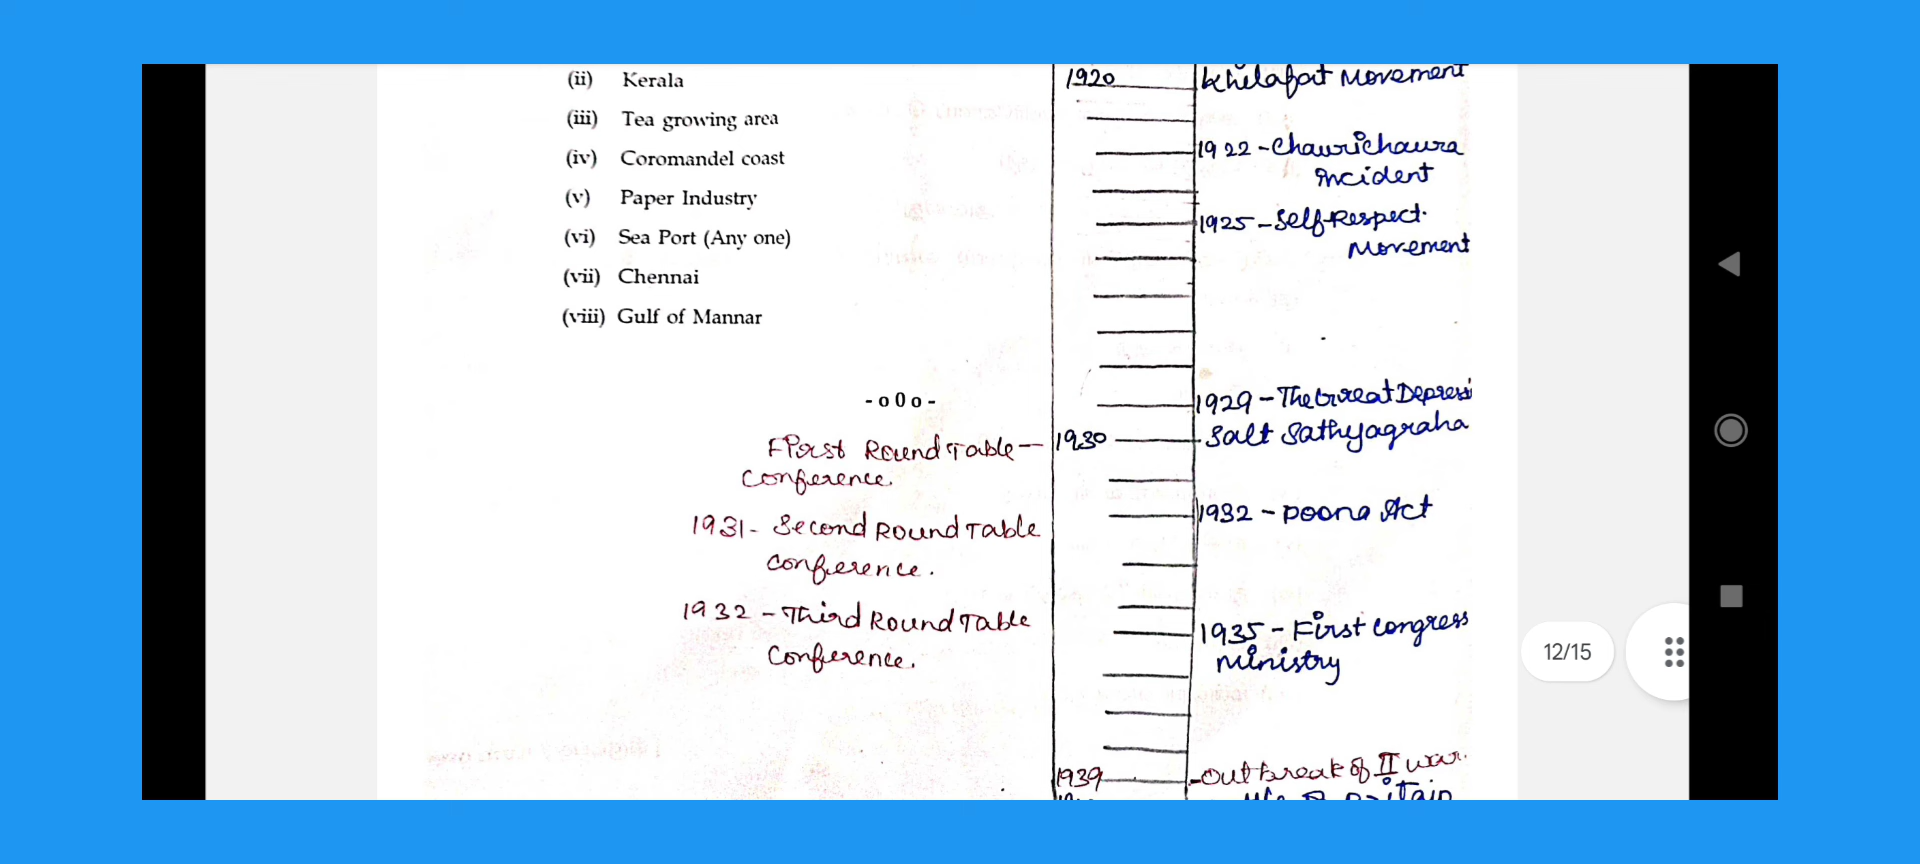 (ii) Kerala
(iii) Tea growing area
(iv) Coromandel coast
(v) Paper Industry
(vi) Sea Port (Any one)
(vii) Chennai
(viii) Gulf of Mannar
-o0o-
First Round Table —
Conference.
1931 - Second Round Table
Conference.
1932 - Third Round Table
Conference.
1920
Khilafat Movement
1922 - Chaurichaura
Incident
1925 - Self-Respect
Movement
1929 - The Great Depressi
1930
Salt Sathyagraha
1932 - Poona Act
1935 - First Congress
Ministry
1939
- Outbreak of II war.
Britain
12/15